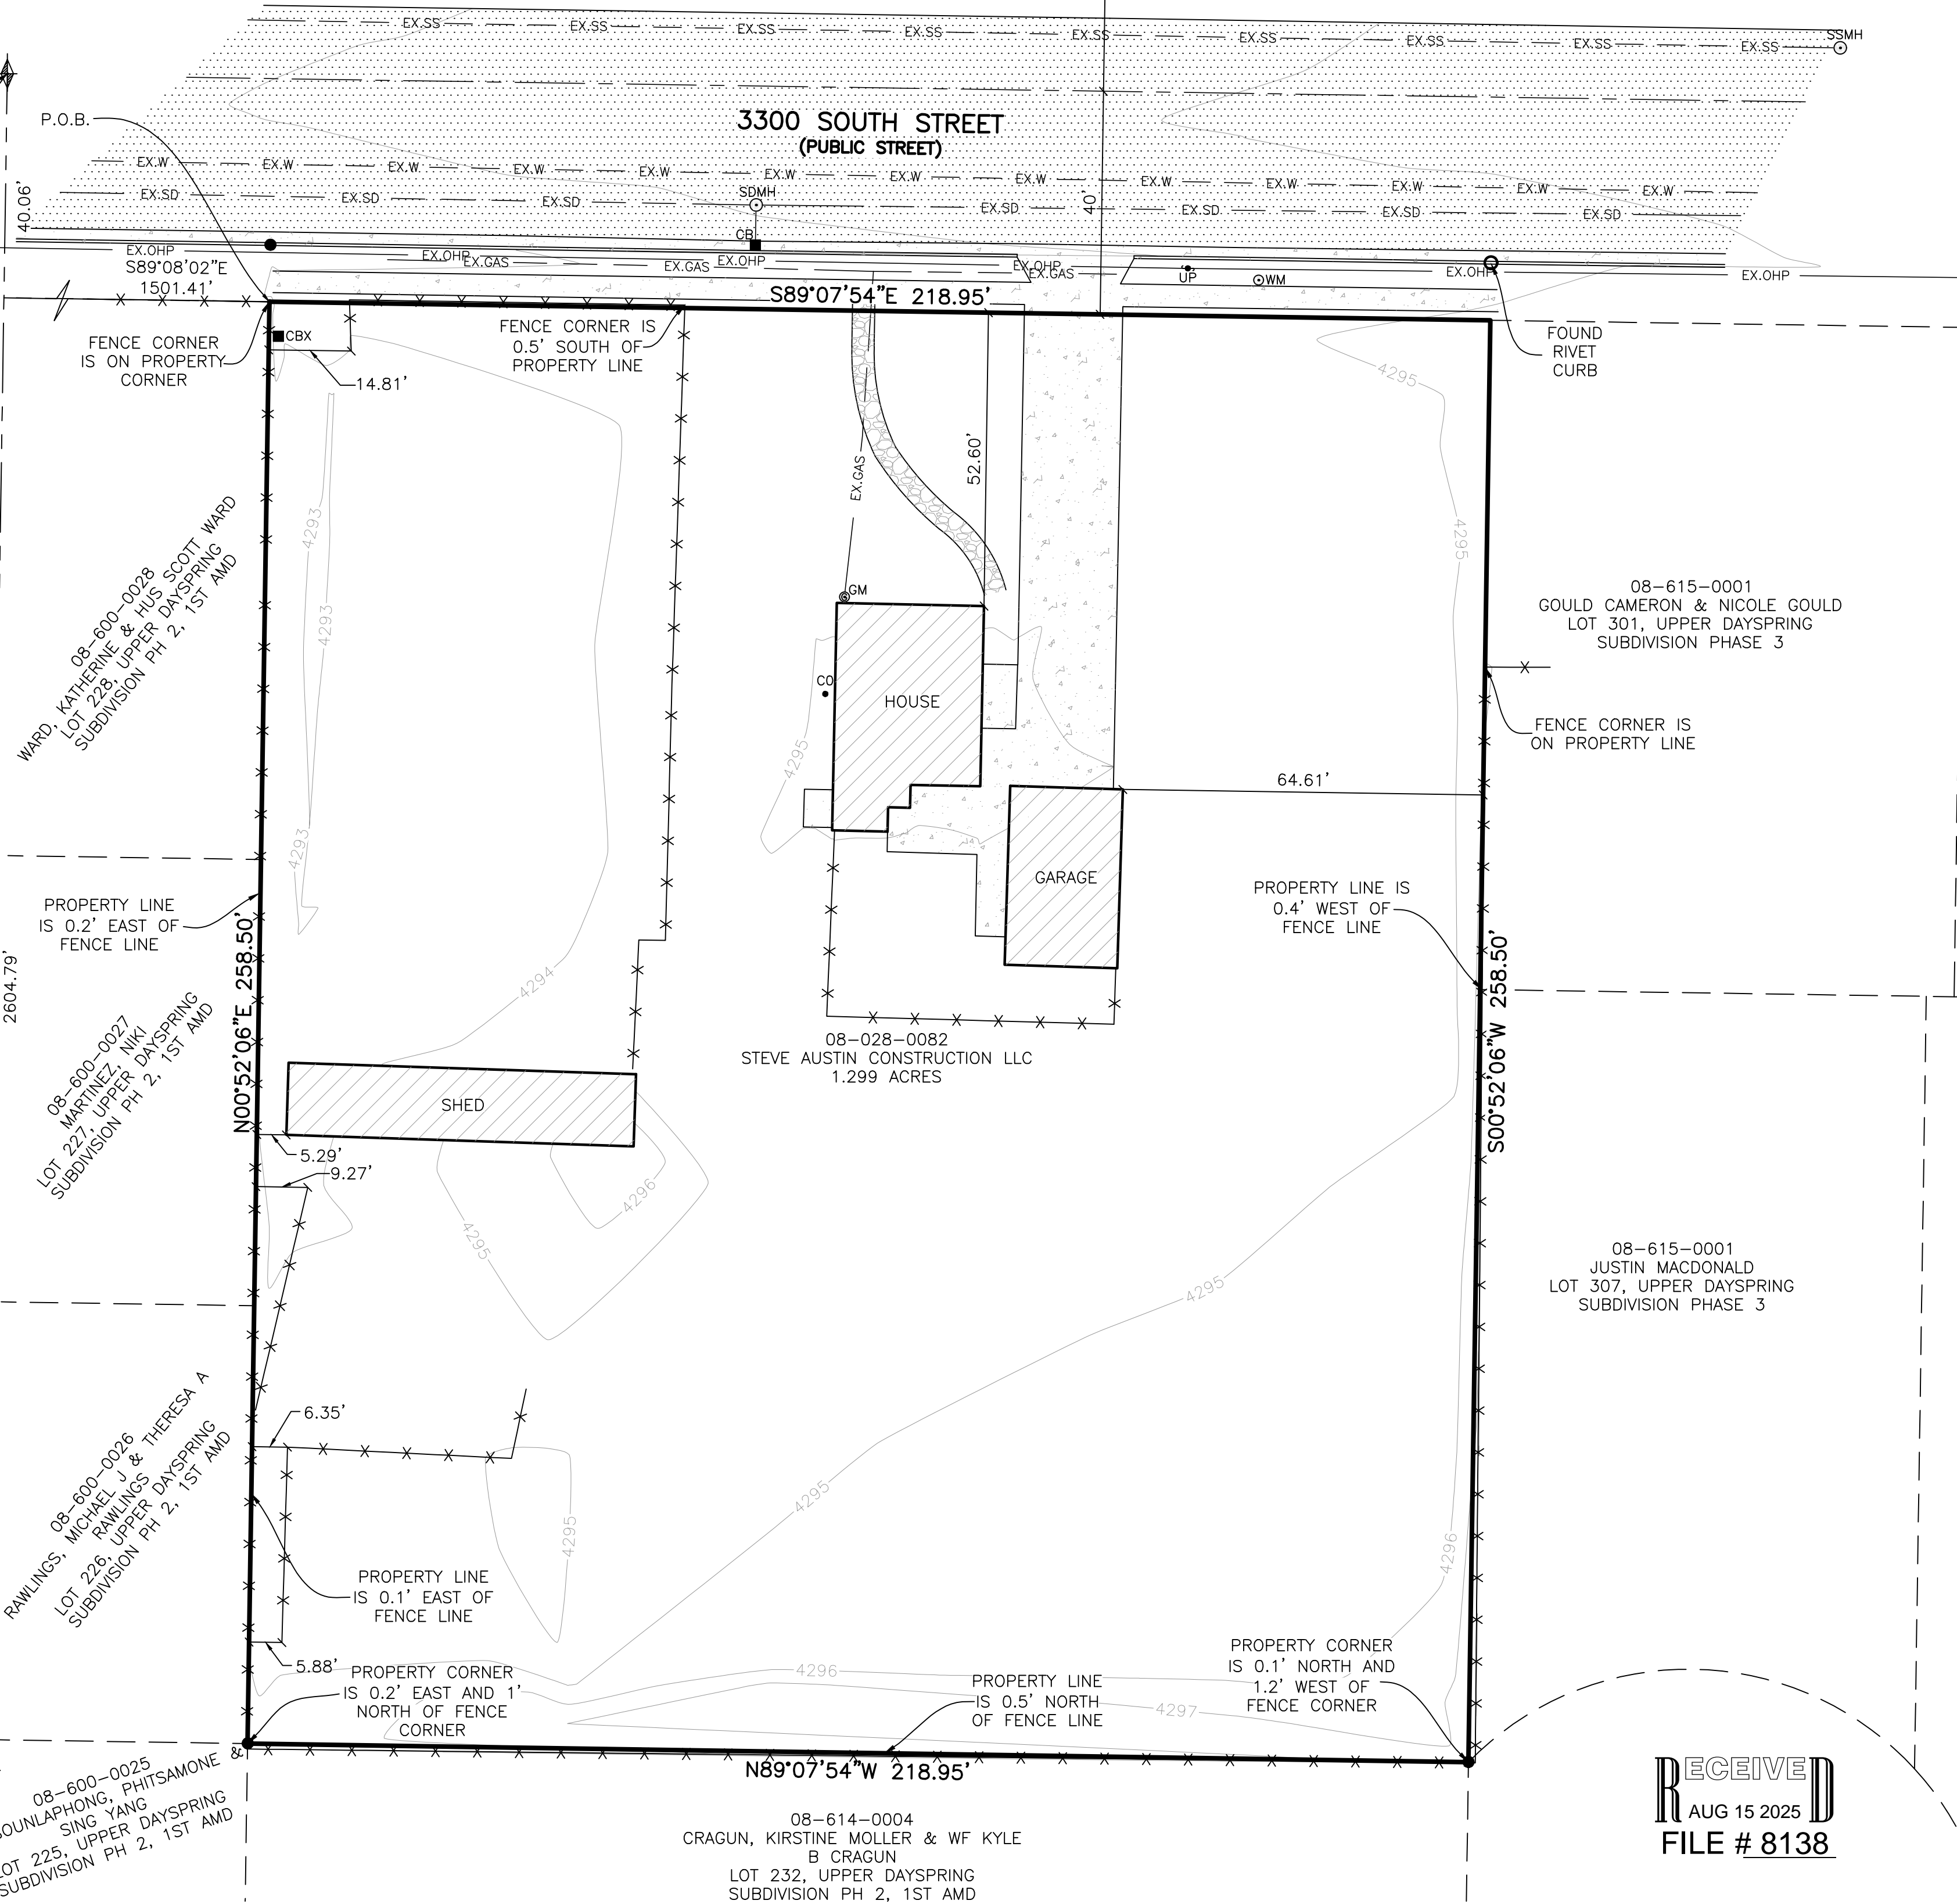 EX.SS EX.SS EX.SS EX.SS EX.SS EX.SS EX.SS EX.SS EX.SS
SSMH
P.O.B.
3300 SOUTH STREET
(PUBLIC STREET)
EX.W EX.W EX.W EX.W EX.W EX.W EX.W EX.W EX.W EX.W EX.W EX.W EX.W
40.06'
SDMH
EX.SD EX.SD EX.SD EX.SD EX.SD EX.SD EX.SD EX.SD
40'
CB
EX.OHP EX.OHP EX.OHP EX.OHP EX.OHP EX.OHP
EX.GAS EX.GAS EX.GAS
UP
WM
S89°08'02"E
1501.41'
S89°07'54"E 218.95'
FENCE CORNER
IS ON PROPERTY
CORNER
CBX
14.81'
FENCE CORNER IS
0.5' SOUTH OF
PROPERTY LINE
FOUND
RIVET
CURB
4295
52.60'
EX.GAS
4293
4293
4293
4295
GM
CO
HOUSE
4295
08-600-0028
WARD, KATHERINE & HUS SCOTT WARD
LOT 228, UPPER DAYSPRING
SUBDIVISION PH 2, 1ST AMD
08-615-0001
GOULD CAMERON & NICOLE GOULD
LOT 301, UPPER DAYSPRING
SUBDIVISION PHASE 3
FENCE CORNER IS
ON PROPERTY LINE
64.61'
GARAGE
PROPERTY LINE IS
0.4' WEST OF
FENCE LINE
PROPERTY LINE
IS 0.2' EAST OF
FENCE LINE
N00°52'06"E 258.50'
2604.79'
4294
S00°52'06"W 258.50'
08-028-0082
STEVE AUSTIN CONSTRUCTION LLC
1.299 ACRES
08-600-0027
MARTINEZ, NIKI
LOT 227, UPPER DAYSPRING
SUBDIVISION PH 2, 1ST AMD
SHED
5.29'
9.27'
4296
4295
4295
08-615-0001
JUSTIN MACDONALD
LOT 307, UPPER DAYSPRING
SUBDIVISION PHASE 3
08-600-0026
RAWLINGS, MICHAEL J & THERESA A
RAWLINGS
LOT 226, UPPER DAYSPRING
SUBDIVISION PH 2, 1ST AMD
6.35'
4295
4295
4296
PROPERTY LINE
IS 0.1' EAST OF
FENCE LINE
5.88'
PROPERTY CORNER
IS 0.2' EAST AND 1'
NORTH OF FENCE
CORNER
4296
PROPERTY LINE
IS 0.5' NORTH
OF FENCE LINE
4297
PROPERTY CORNER
IS 0.1' NORTH AND
1.2' WEST OF
FENCE CORNER
N89°07'54"W 218.95'
08-600-0025
PHITSAMONE &
SING YANG
225, UPPER DAYSPRING
SUBDIVISION PH 2, 1ST AMD
08-614-0004
CRAGUN, KIRSTINE MOLLER & WF KYLE
B CRAGUN
LOT 232, UPPER DAYSPRING
SUBDIVISION PH 2, 1ST AMD
RECEIVED
AUG 15 2025
FILE # 8138